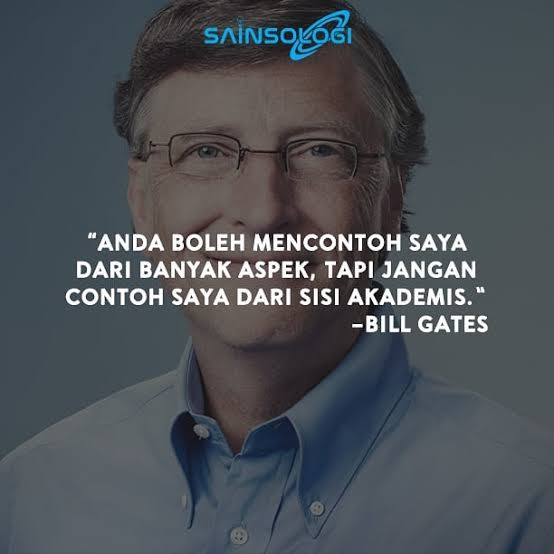 SAINSOLOGI
"ANDA BOLEH MENCONTOH SAYA
DARI BANYAK ASPEK, TAPI JANGAN
CONTOH SAYA DARI SISI AKADEMIS."
–BILL GATES